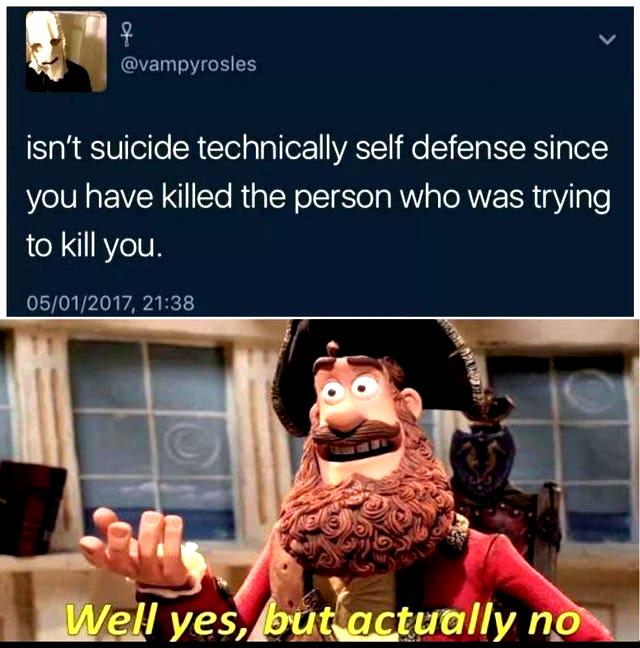 ☥
@vampyrosles
isn't suicide technically self defense since
you have killed the person who was trying
to kill you.
05/01/2017, 21:38
Well yes, but actually no